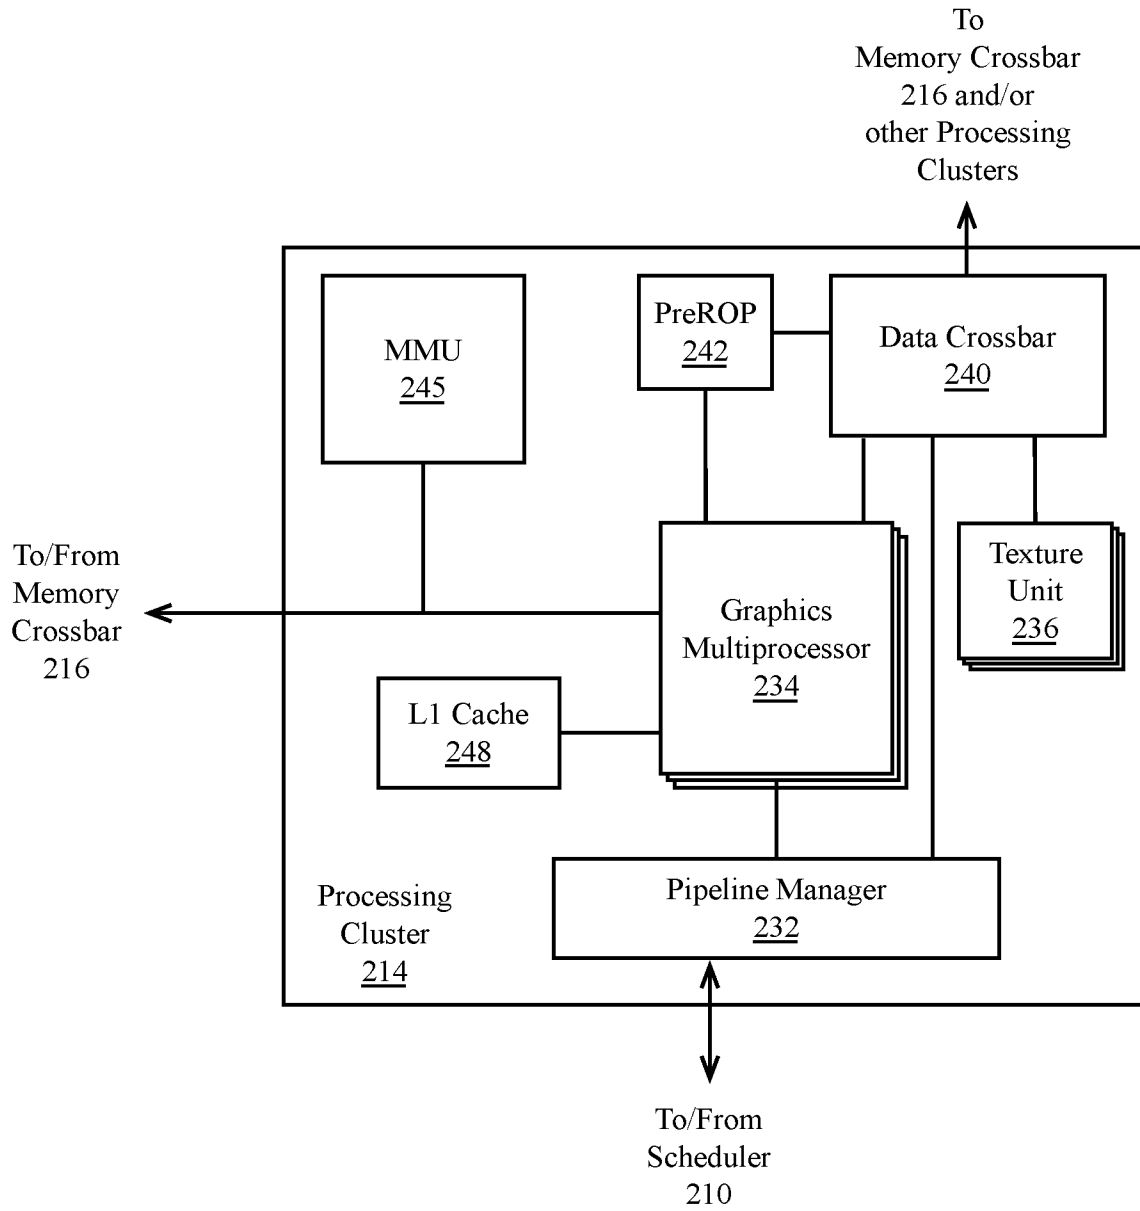 To
Memory Crossbar
216 and/or
other Processing
Clusters
MMU
245
PreROP
242
Data Crossbar
240
To/From
Memory
Crossbar
216
Graphics
Multiprocessor
234
Texture
Unit
236
L1 Cache
248
Pipeline Manager
232
Processing
Cluster
214
To/From
Scheduler
210